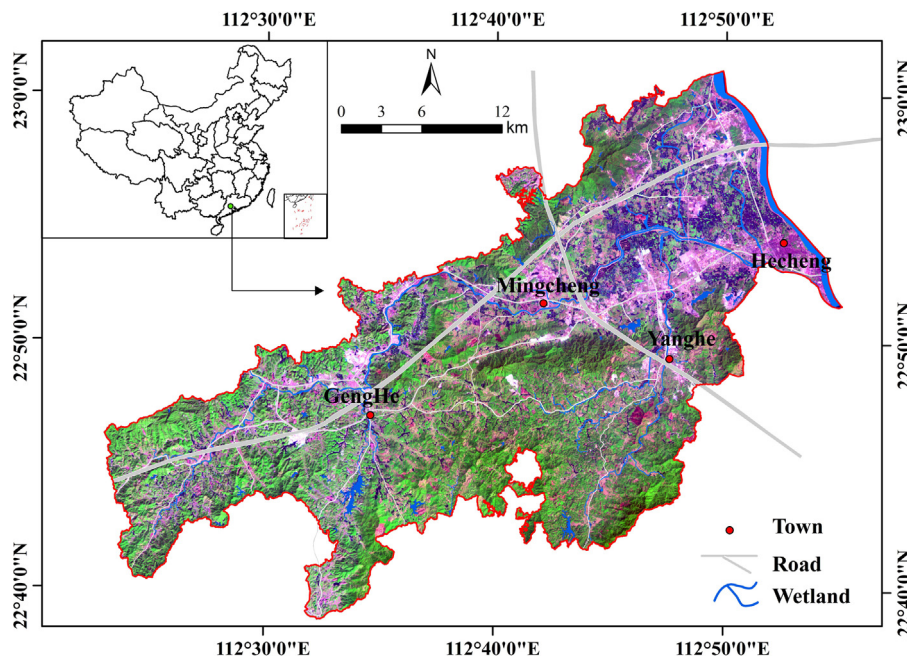 112°30'0"E
112°40'0"E
112°50'0"E
23°0'0"N
23°0'0"N
N
0
3
6
12
km
Hecheng
Mingcheng
22°50'0"N
22°50'0"N
Yanghe
GengHe
Town
Road
Wetland
22°40'0"N
22°40'0"N
112°30'0"E
112°40'0"E
112°50'0"E